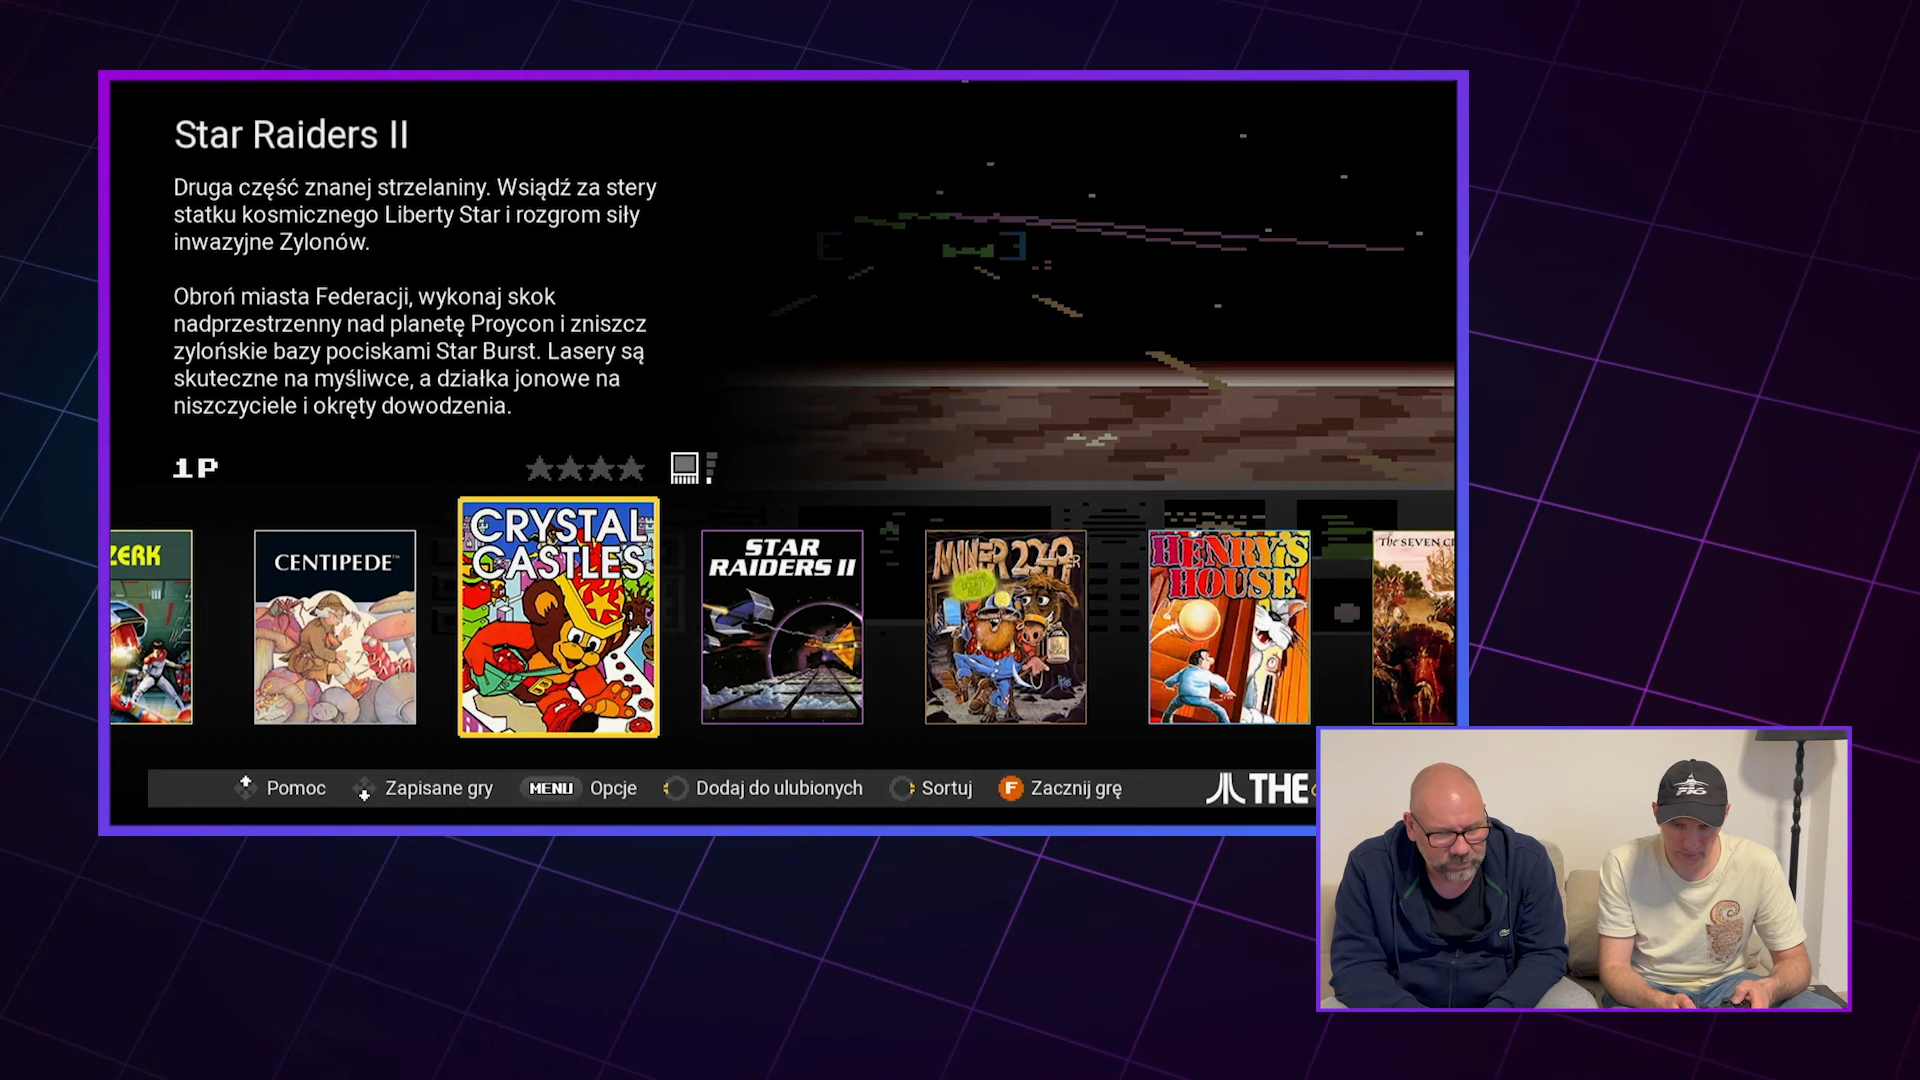 Star Raiders II
Druga część znanej strzelaniny. Wsiądź za stery
statku kosmicznego Liberty Star i rozgrom siły
inwazyjne Zylonów.
Obroń miasta Federacji, wykonaj skok
nadprzestrzenny nad planetę Proycon i zniszcz
zylońskie bazy pociskami Star Burst. Lasery są
skuteczne na myśliwce, a działka jonowe na
niszczyciele i okręty dowodzenia.
1P
ZERK
CENTIPEDE™
CRYSTAL
CASTLES
STAR
RAIDERS II
MINER 2049ER
HENRY'S
HOUSE
The SEVEN CI
Pomoc
Zapisane gry
MENU Opcje
Dodaj do ulubionych
Sortuj
F Zacznij grę
THE